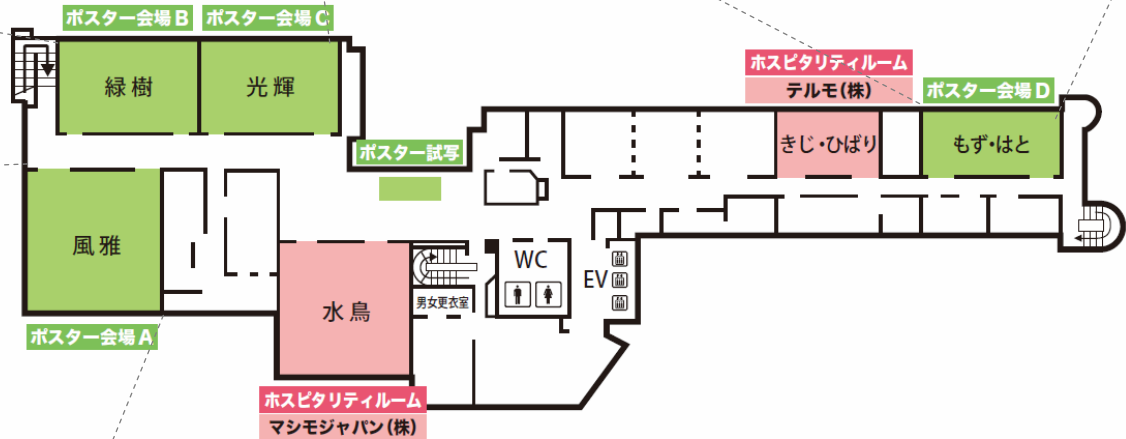 ポスター会場B
ポスター会場C
緑樹
光輝
ホスピタリティルーム
テルモ(株)
ポスター会場D
きじ・ひばり
もず・はと
ポスター試写
風雅
水鳥
男女更衣室
WC
EV
ポスター会場A
ホスピタリティルーム
マシモジャパン(株)